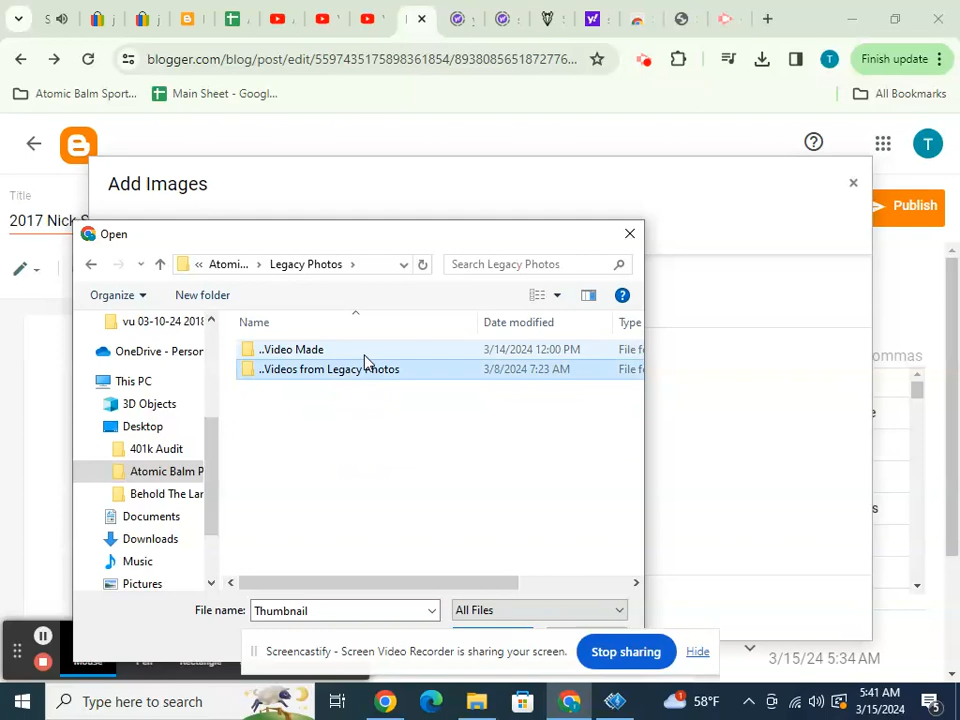 blogger.com/blog/post/edit/5597435175898361854/8938085651872776...
Finish update
Atomic Balm Sport...
Main Sheet - Googl...
All Bookmarks
T
Add Images
Title
2017 Nick S
Publish
Open
Atomi...
Legacy Photos
Search Legacy Photos
Organize
New folder
Name
Date modified
Type
vu 03-10-24 2018
..Video Made
3/14/2024 12:00 PM
File f
OneDrive - Person
..Videos from Legacy Photos
3/8/2024 7:23 AM
File f
ommas
This PC
3D Objects
Desktop
401k Audit
Atomic Balm P
Behold The Lar
Documents
Downloads
Music
Pictures
File name:
Thumbnail
All Files
Screencastify - Screen Video Recorder is sharing your screen.
Stop sharing
Hide
3/15/24 5:34 AM
Type here to search
58°F
5:41 AM
3/15/2024
5